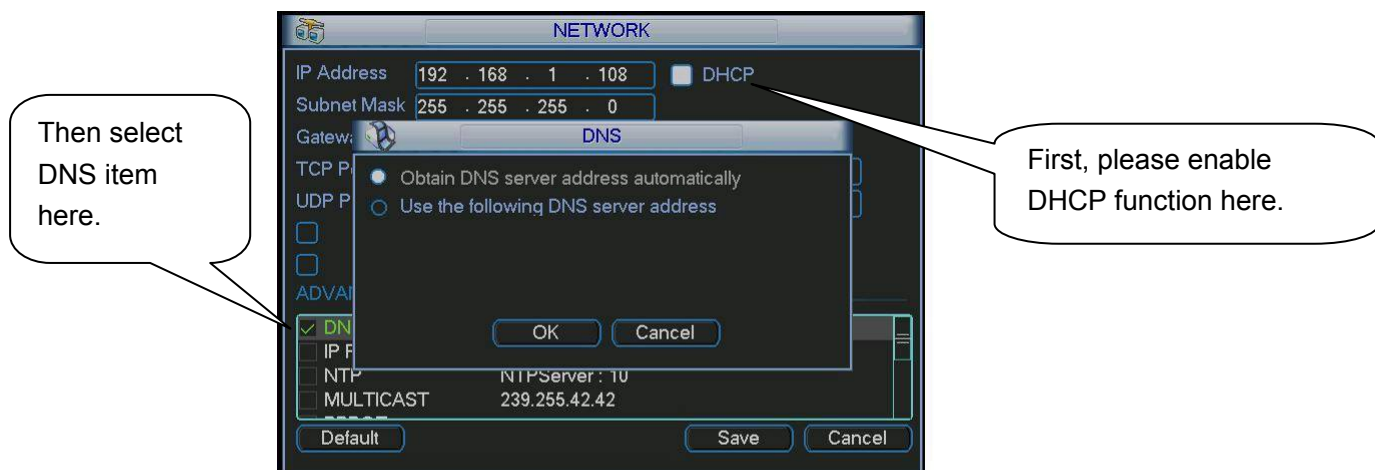 NETWORK
IP Address 192 . 168 . 1 . 108 DHCP
Subnet Mask 255 . 255 . 255 . 0
DNS
TCP
UDP P
Obtain DNS server address automatically
Use the following DNS server address
OK Cancel
NTP NTPServer : 10
MULTICAST 239.255.42.42
Default Save Cancel
Then select
DNS item
here.
First, please enable
DHCP function here.